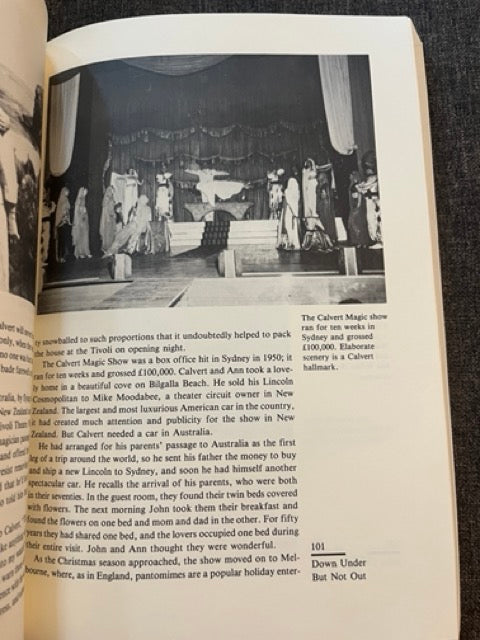 no one was
bade
New
and
that
The Calvert Magic Show
ran for ten weeks in
Sydney and grossed
£100,000. Elaborate
scenery is a Calvert
hallmark.
ty snowballed to such proportions that it undoubtedly helped to pack
the house at the Tivoli on opening night.
The Calvert Magic Show was a box office hit in Sydney in 1950; it
ran for ten weeks and grossed £100,000. Calvert and Ann took a love-
ly home in a beautiful cove on Bilgalla Beach. He sold his Lincoln
Cosmopolitan to Mike Moodabee, a theater circuit owner in New
Zealand. The largest and most luxurious American car in the country,
it had created much attention and publicity for the show in New
Zealand. But Calvert needed a car in Australia.
He had arranged for his parents' passage to Australia as the first
leg of a trip around the world, so he sent his father the money to buy
and ship a new Lincoln to Sydney, and soon he had himself another
spectacular car. He recalls the arrival of his parents, who were both
in their seventies. In the guest room, they found their twin beds covered
with flowers. The next morning John took them their breakfast and
found the flowers on one bed and mom and dad in the other. For fifty
years they had shared one bed, and the lovers occupied one bed during
their entire visit. John and Ann thought they were wonderful.
As the Christmas season approached, the show moved on to Mel-
bourne, where, as in England, pantomimes are a popular holiday enter-
101
Down Under
But Not Out